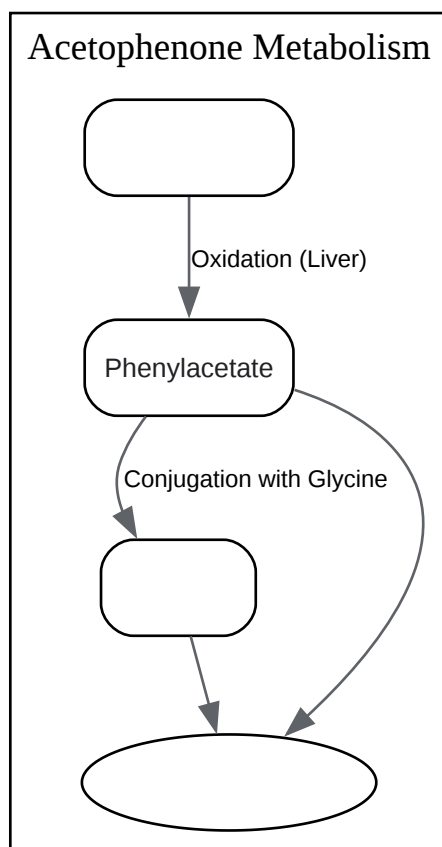 Acetophenone Metabolism
Oxidation (Liver)
Phenylacetate
Conjugation with Glycine